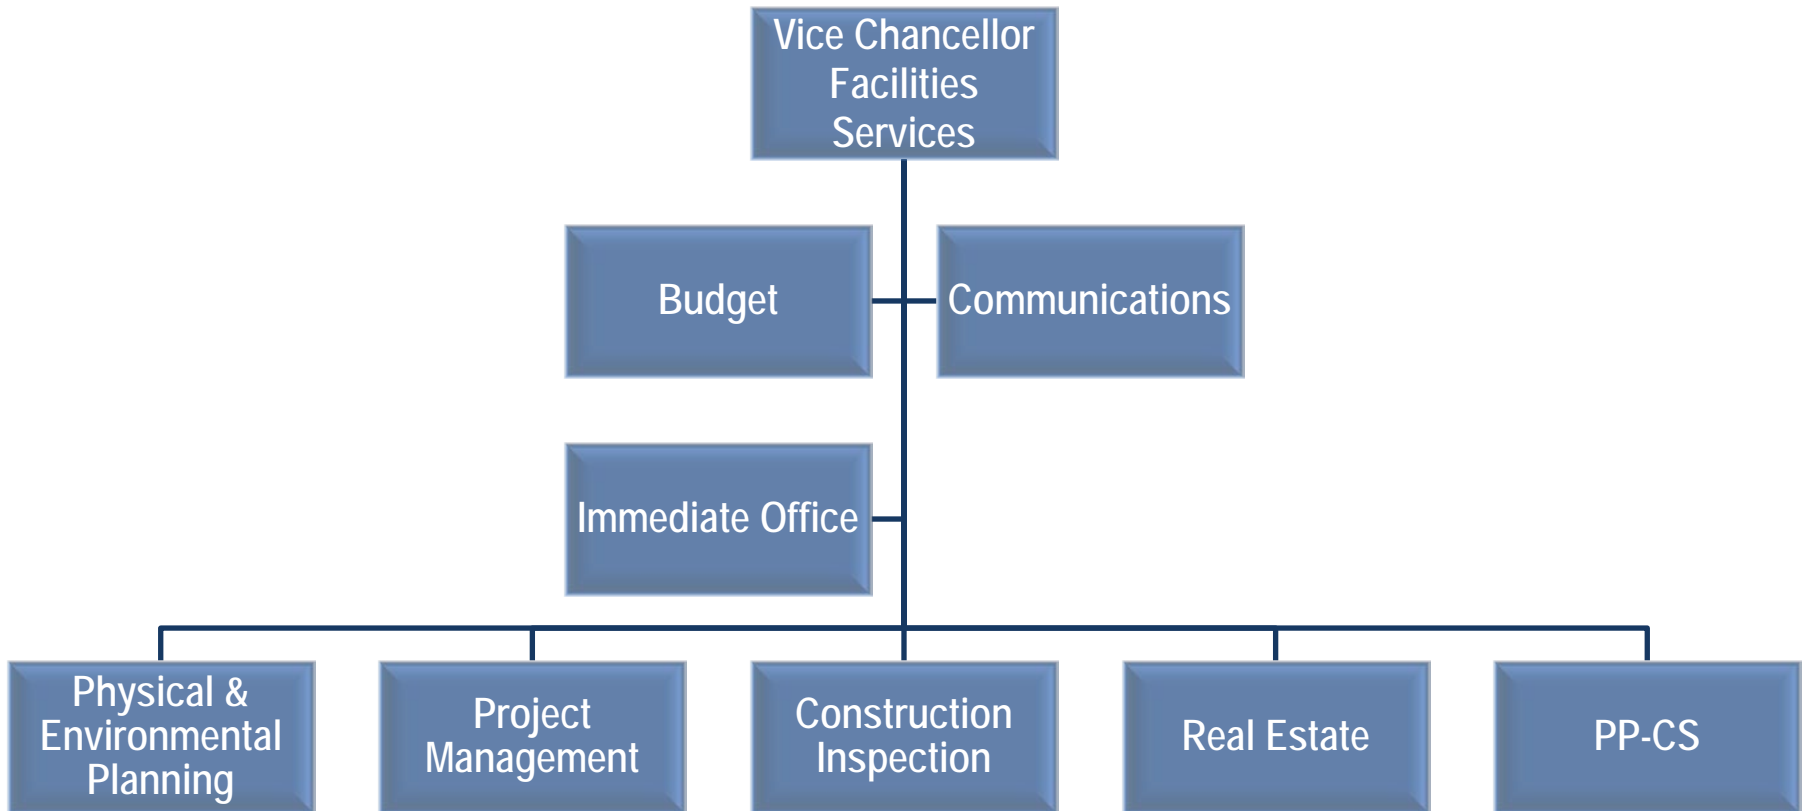 Vice Chancellor
Facilities
Services
Budget
Communications
Immediate Office
Physical &
Environmental
Planning
Project
Management
Construction
Inspection
Real Estate
PP-CS